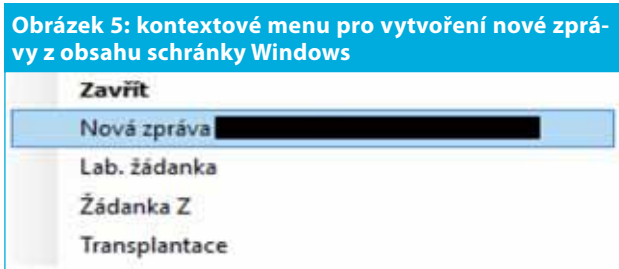 Obrázek 5: kontextové menu pro vytvoření nové zprá-
vy z obsahu schránky Windows
Zavřít
Nová zpráva
Lab. žádanka
Žádanka Z
Transplantace